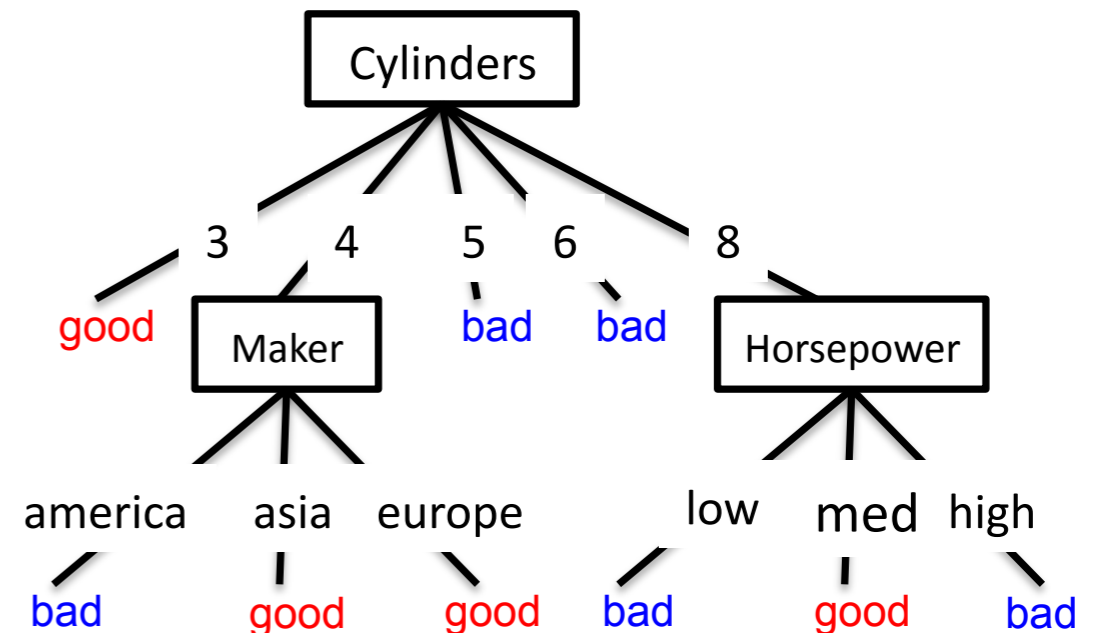 Cylinders
3 4 5 6 8
good Maker bad bad Horsepower
america asia europe low med high
bad good good bad good bad